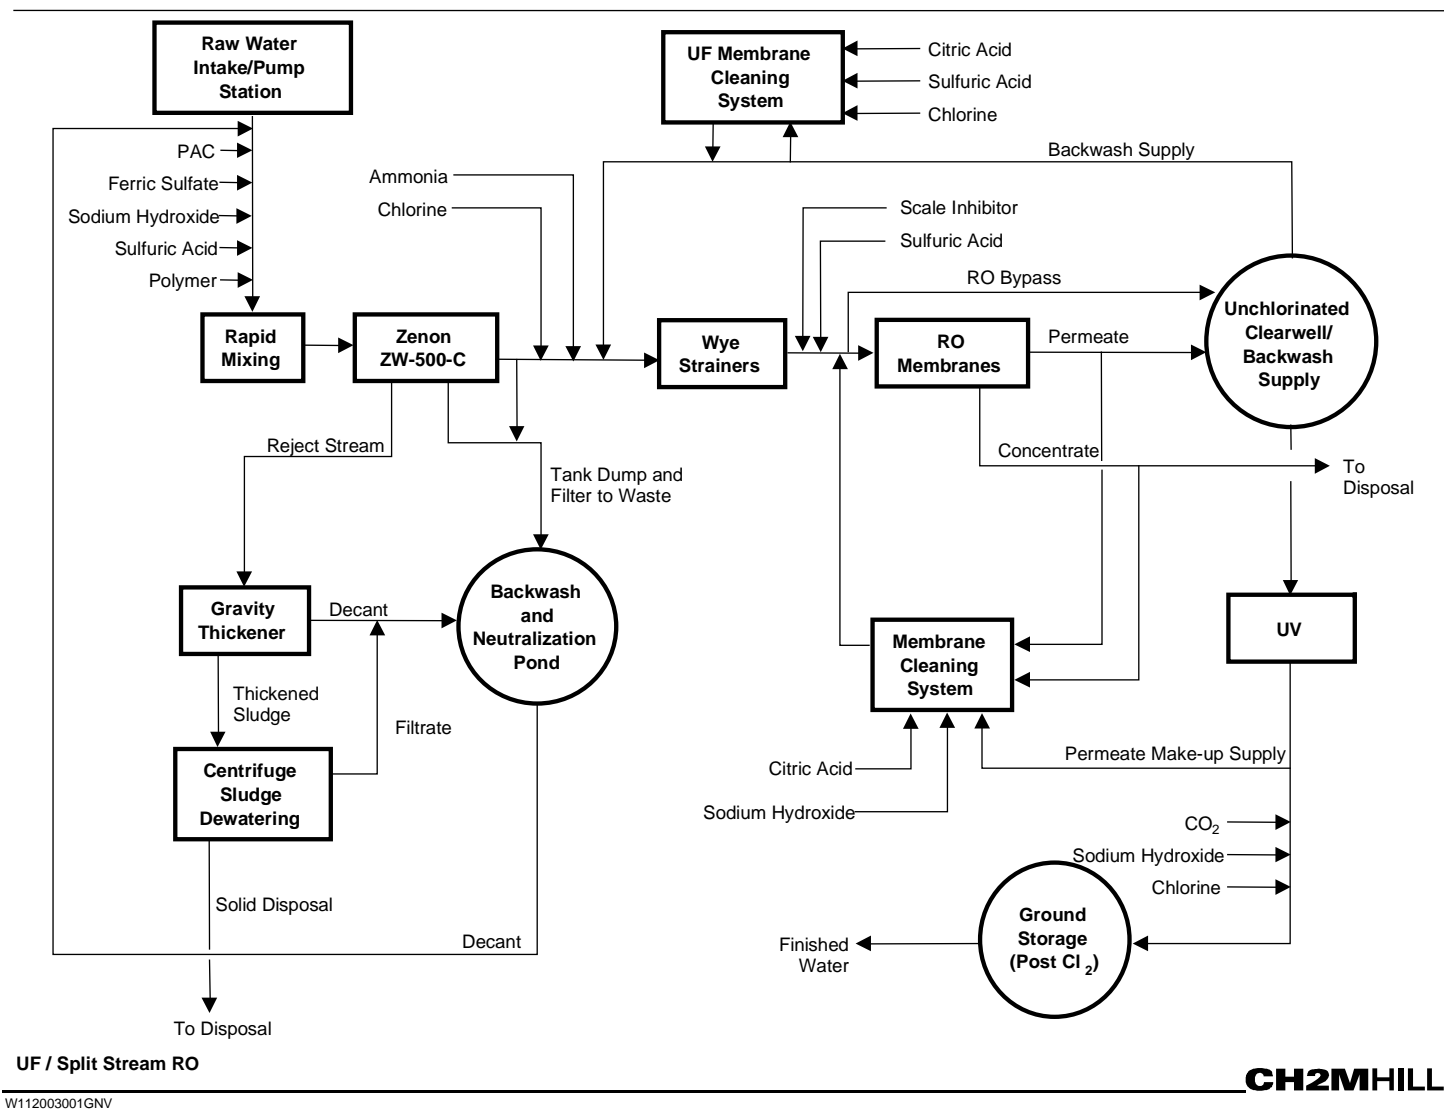 Raw Water
Intake/Pump
Station
UF Membrane
Cleaning
System
Citric Acid
Sulfuric Acid
Chlorine
PAC
Ferric Sulfate
Sodium Hydroxide
Sulfuric Acid
Polymer
Ammonia
Chlorine
Backwash Supply
Scale Inhibitor
Sulfuric Acid
RO Bypass
Rapid
Mixing
Zenon
ZW-500-C
Wye
Strainers
RO
Membranes
Permeate
Unchlorinated
Clearwell/
Backwash
Supply
Reject Stream
Tank Dump and
Filter to Waste
Concentrate
To
Disposal
Gravity
Thickener
Decant
Backwash
and
Neutralization
Pond
Membrane
Cleaning
System
UV
Thickened
Sludge
Filtrate
Centrifuge
Sludge
Dewatering
Citric Acid
Sodium Hydroxide
Permeate Make-up Supply
CO2
Sodium Hydroxide
Chlorine
Solid Disposal
Decant
Ground
Storage
(Post Cl 2)
Finished
Water
To Disposal
UF / Split Stream RO
CH2MHILL
W112003001GNV